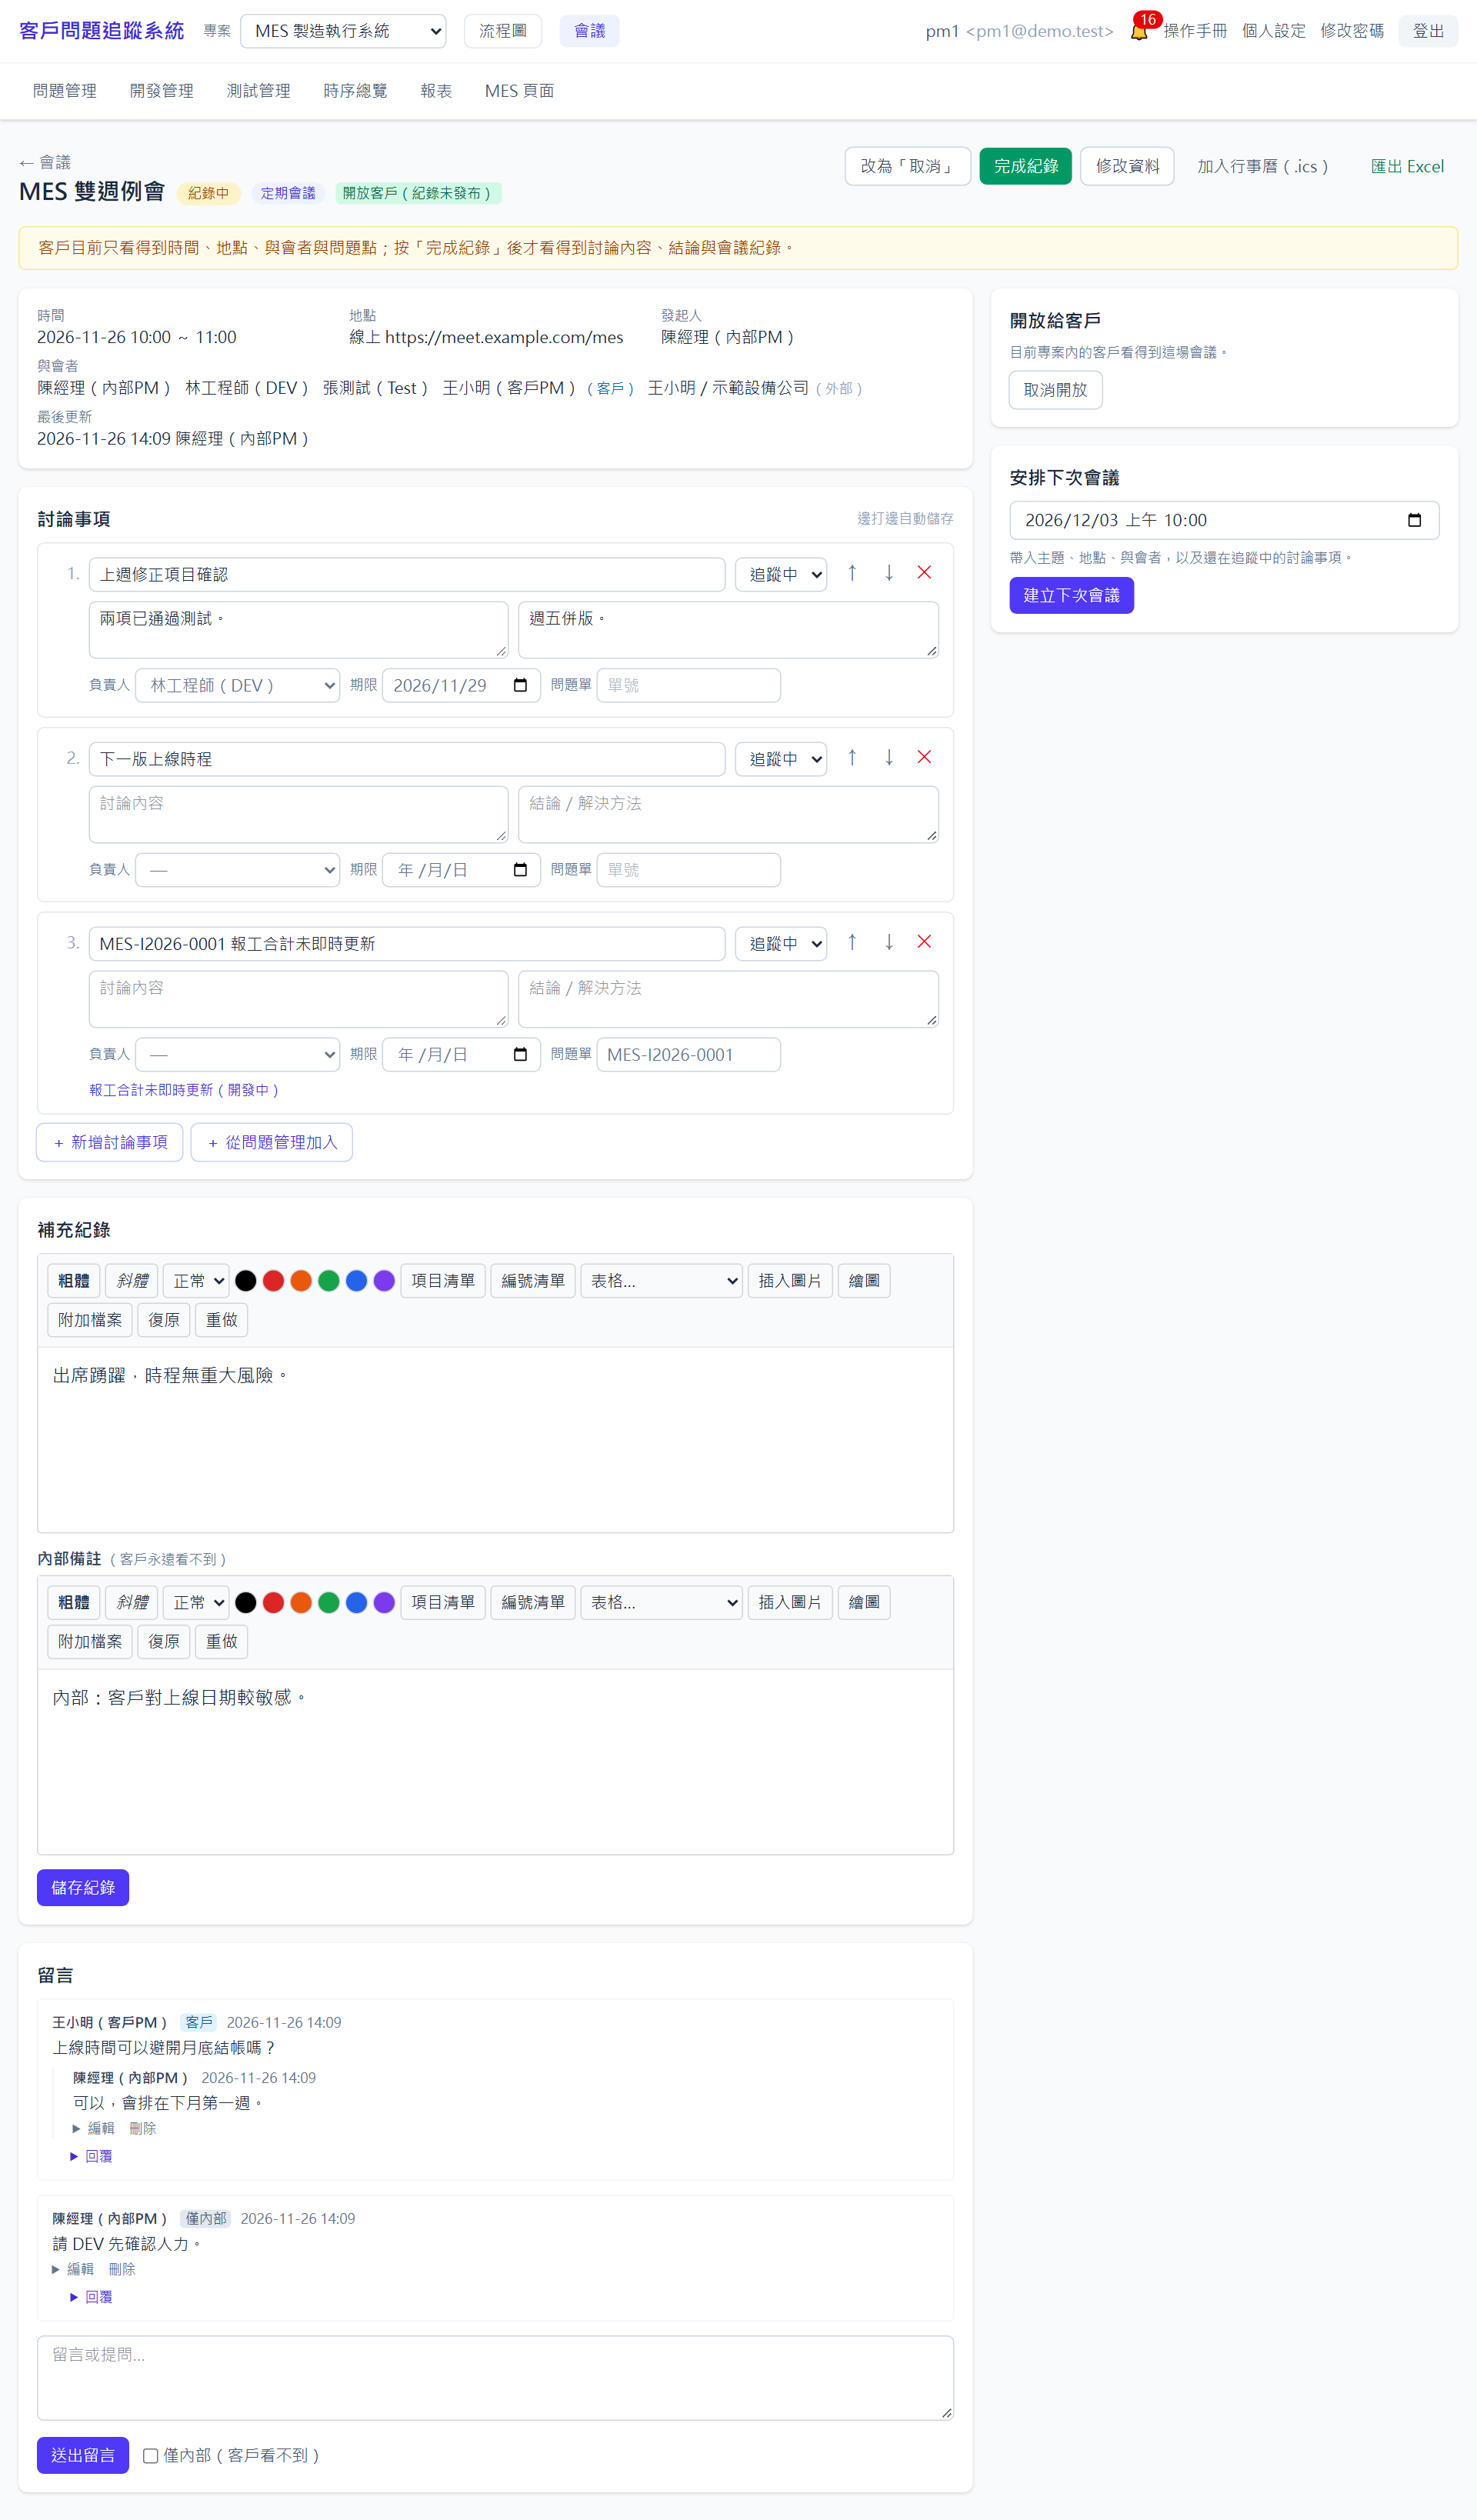 客戶問題追蹤系統 專案 MES 製造執行系統 流程圖 會議 pm1 <pm1@demo.test> 16 操作手冊 個人設定 修改密碼 登出
問題管理 開發管理 測試管理 時序總覽 報表 MES 頁面
← 會議
MES 雙週例會 紀錄中 定期會議 開放客戶（紀錄未發布） 改為「取消」 完成紀錄 修改資料 加入行事曆（.ics） 匯出 Excel
客戶目前只看得到時間、地點、與會者與問題點；按「完成紀錄」後才看得到討論內容、結論與會議紀錄。
時間 地點 發起人
2026-11-26 10:00 ~ 11:00 線上 https://meet.example.com/mes 陳經理（內部PM）
與會者
陳經理（內部PM） 林工程師（DEV） 張測試（Test） 王小明（客戶PM）（客戶） 王小明 / 示範設備公司（外部）
最後更新
2026-11-26 14:09 陳經理（內部PM）
開放給客戶
目前專案內的客戶看得到這場會議。
取消開放
安排下次會議
2026/12/03 上午 10:00
帶入主題、地點、與會者，以及還在追蹤中的討論事項。
建立下次會議
討論事項 邊打邊自動儲存
1. 上週修正項目確認 追蹤中 ↑ ↓ ✕
兩項已通過測試。 週五併版。
負責人 林工程師（DEV） 期限 2026/11/29 問題單 單號
2. 下一版上線時程 追蹤中 ↑ ↓ ✕
討論內容 結論 / 解決方法
負責人 — 期限 年 /月/日 問題單 單號
3. MES-I2026-0001 報工合計未即時更新 追蹤中 ↑ ↓ ✕
討論內容 結論 / 解決方法
負責人 — 期限 年 /月/日 問題單 MES-I2026-0001
報工合計未即時更新（開發中）
+ 新增討論事項 + 從問題管理加入
補充紀錄
粗體 斜體 正常 項目清單 編號清單 表格... 插入圖片 繪圖
附加檔案 復原 重做
出席踴躍，時程無重大風險。
內部備註（客戶永遠看不到）
粗體 斜體 正常 項目清單 編號清單 表格... 插入圖片 繪圖
附加檔案 復原 重做
內部：客戶對上線日期較敏感。
儲存紀錄
留言
王小明（客戶PM） 客戶 2026-11-26 14:09
上線時間可以避開月底結帳嗎？
陳經理（內部PM） 2026-11-26 14:09
可以，會排在下月第一週。
▶ 編輯 刪除
▶ 回覆
陳經理（內部PM） 僅內部 2026-11-26 14:09
請 DEV 先確認人力。
▶ 編輯 刪除
▶ 回覆
留言或提問...
送出留言 僅內部（客戶看不到）